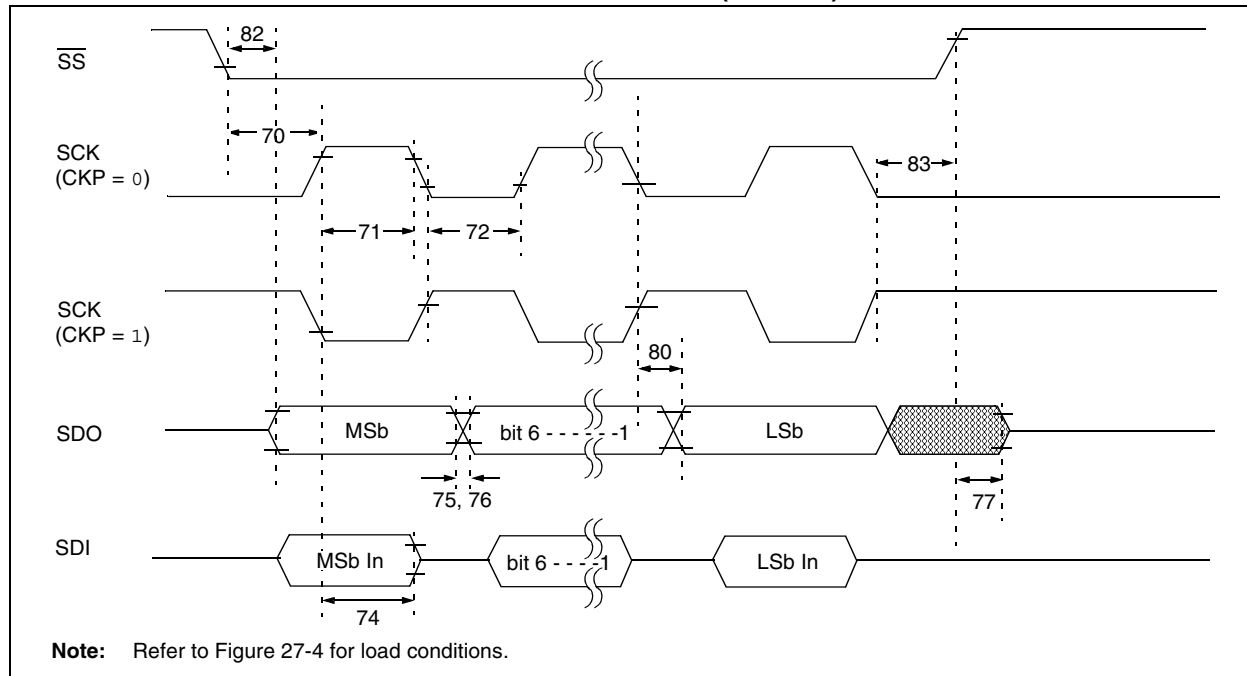 82
SS
70
SCK
(CKP = 0)
83
71
72
SCK
(CKP = 1)
80
SDO
MSb
bit 6 - - - - - -1
LSb
75, 76
77
SDI
MSb In
bit 6 - - - -1
LSb In
74
Note: Refer to Figure 27-4 for load conditions.